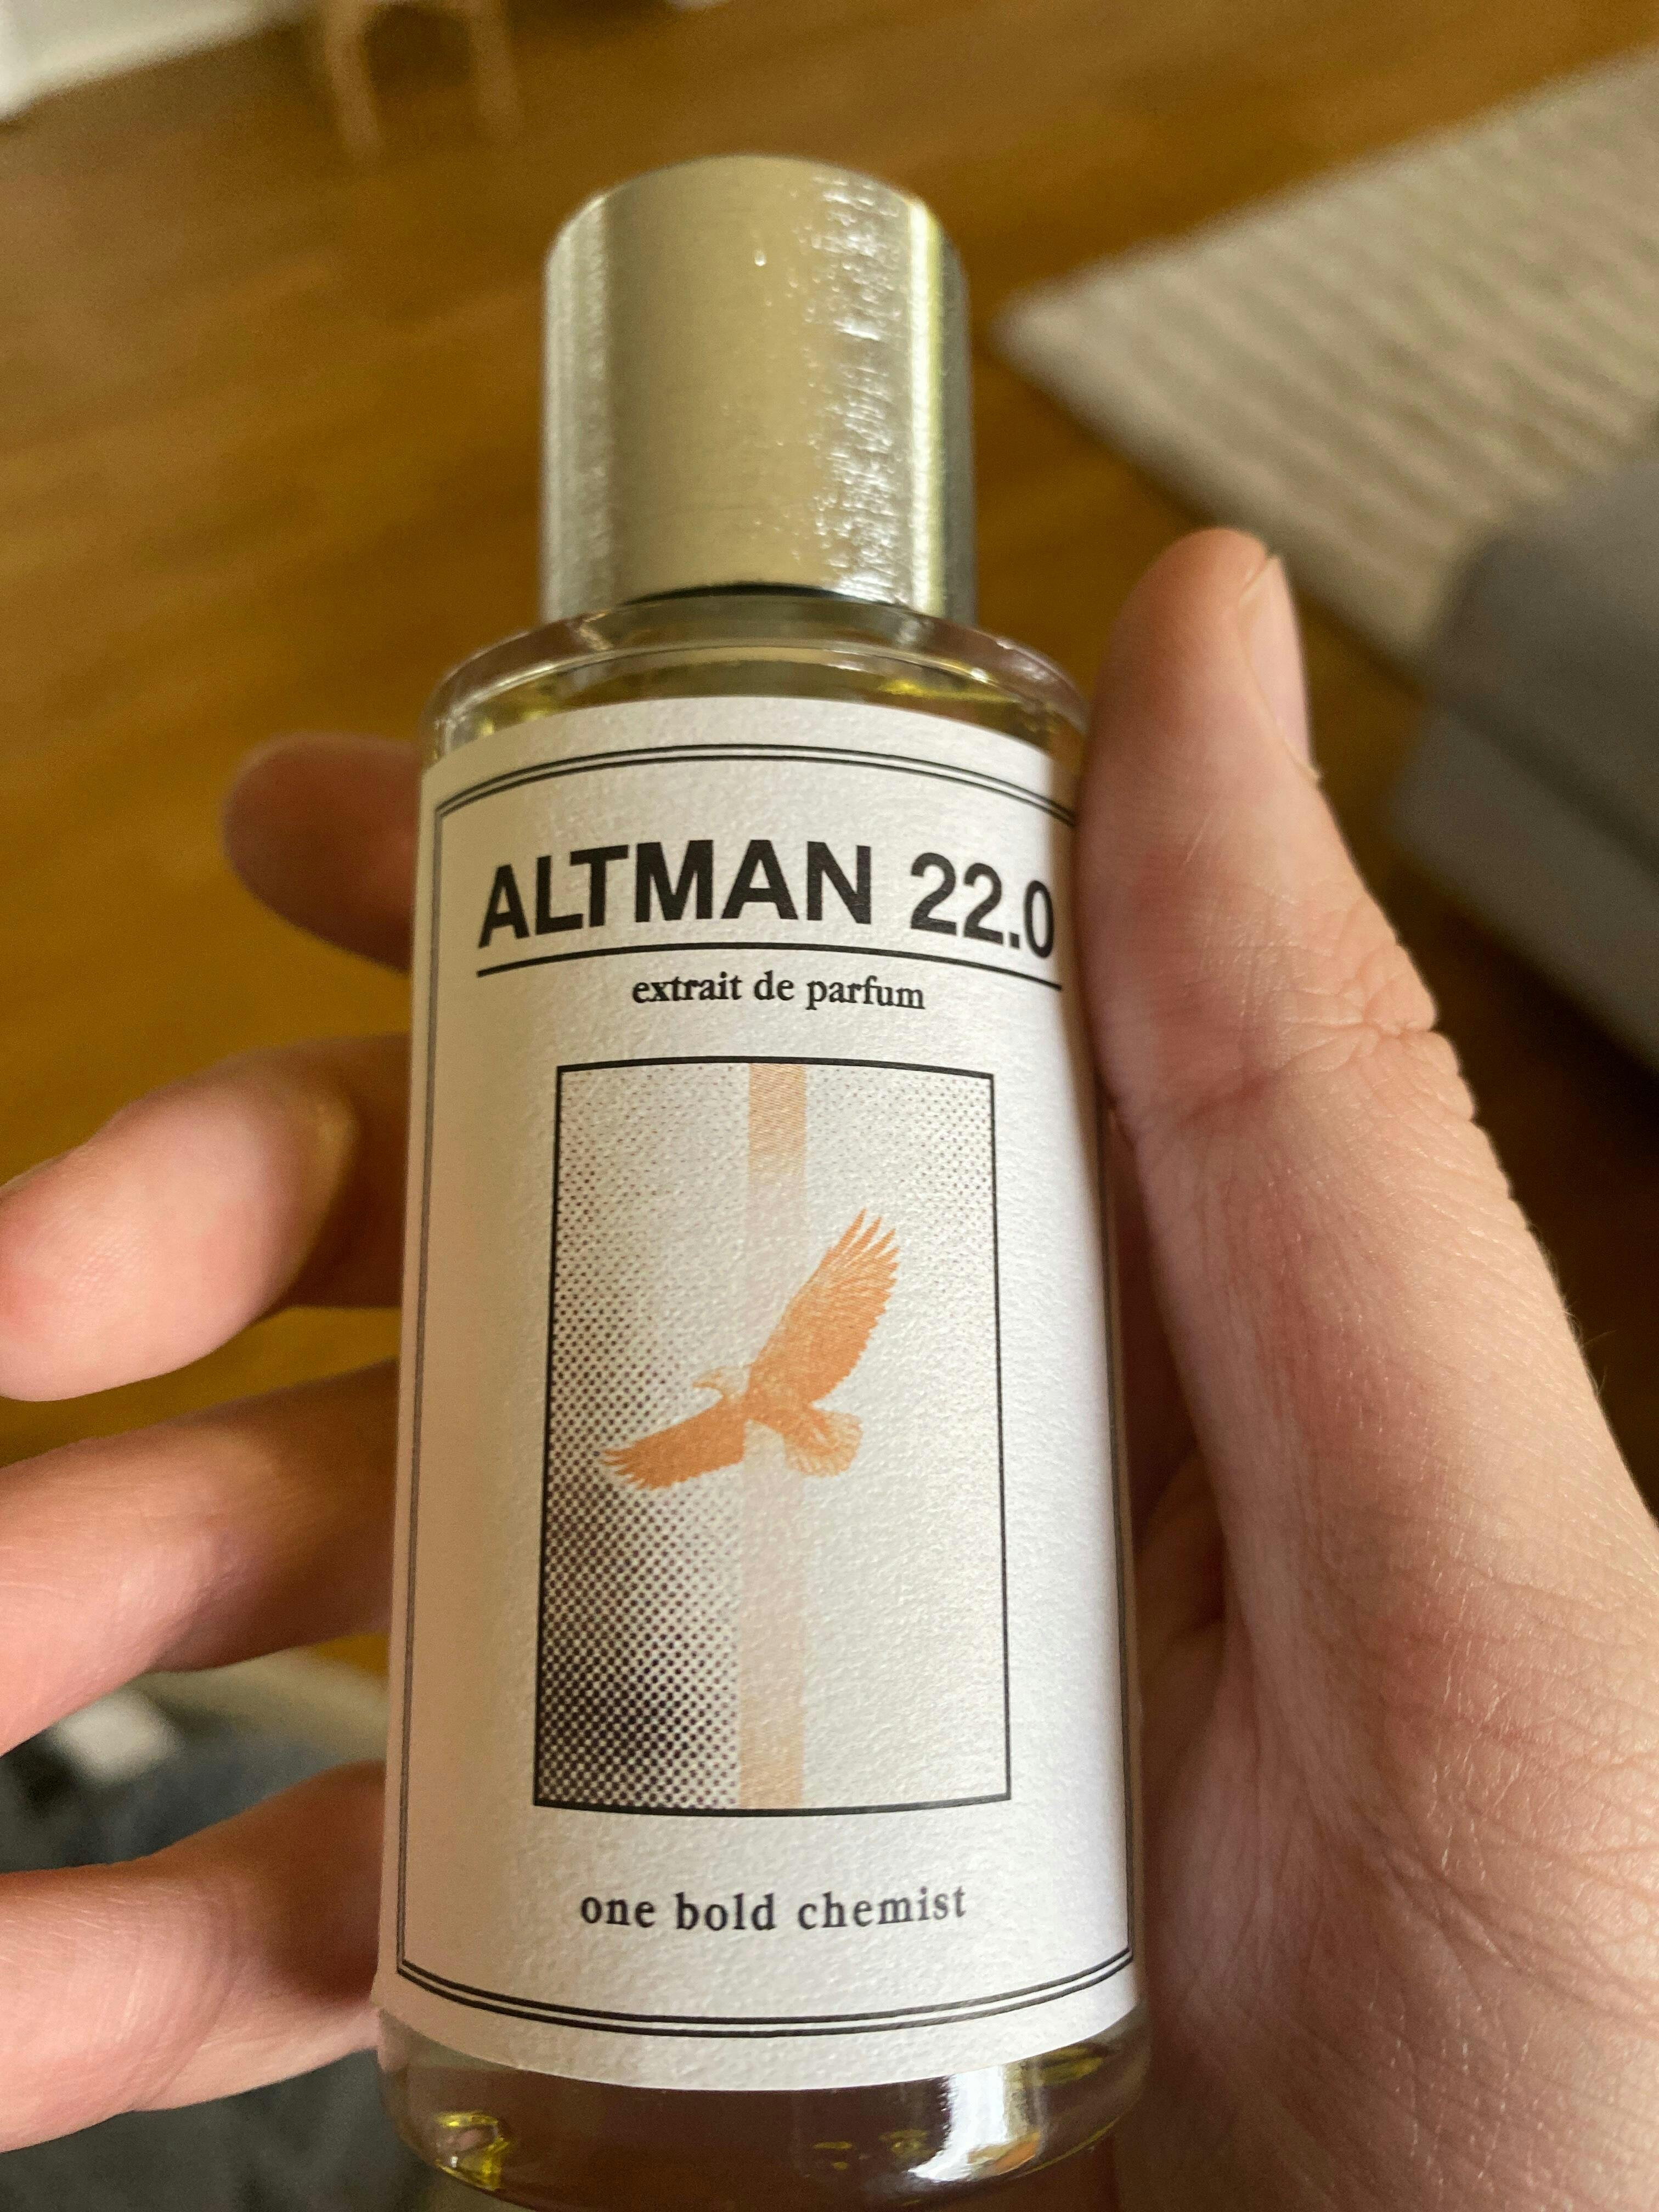 ALTMAN 22.0
extrait de parfum
one bold chemist